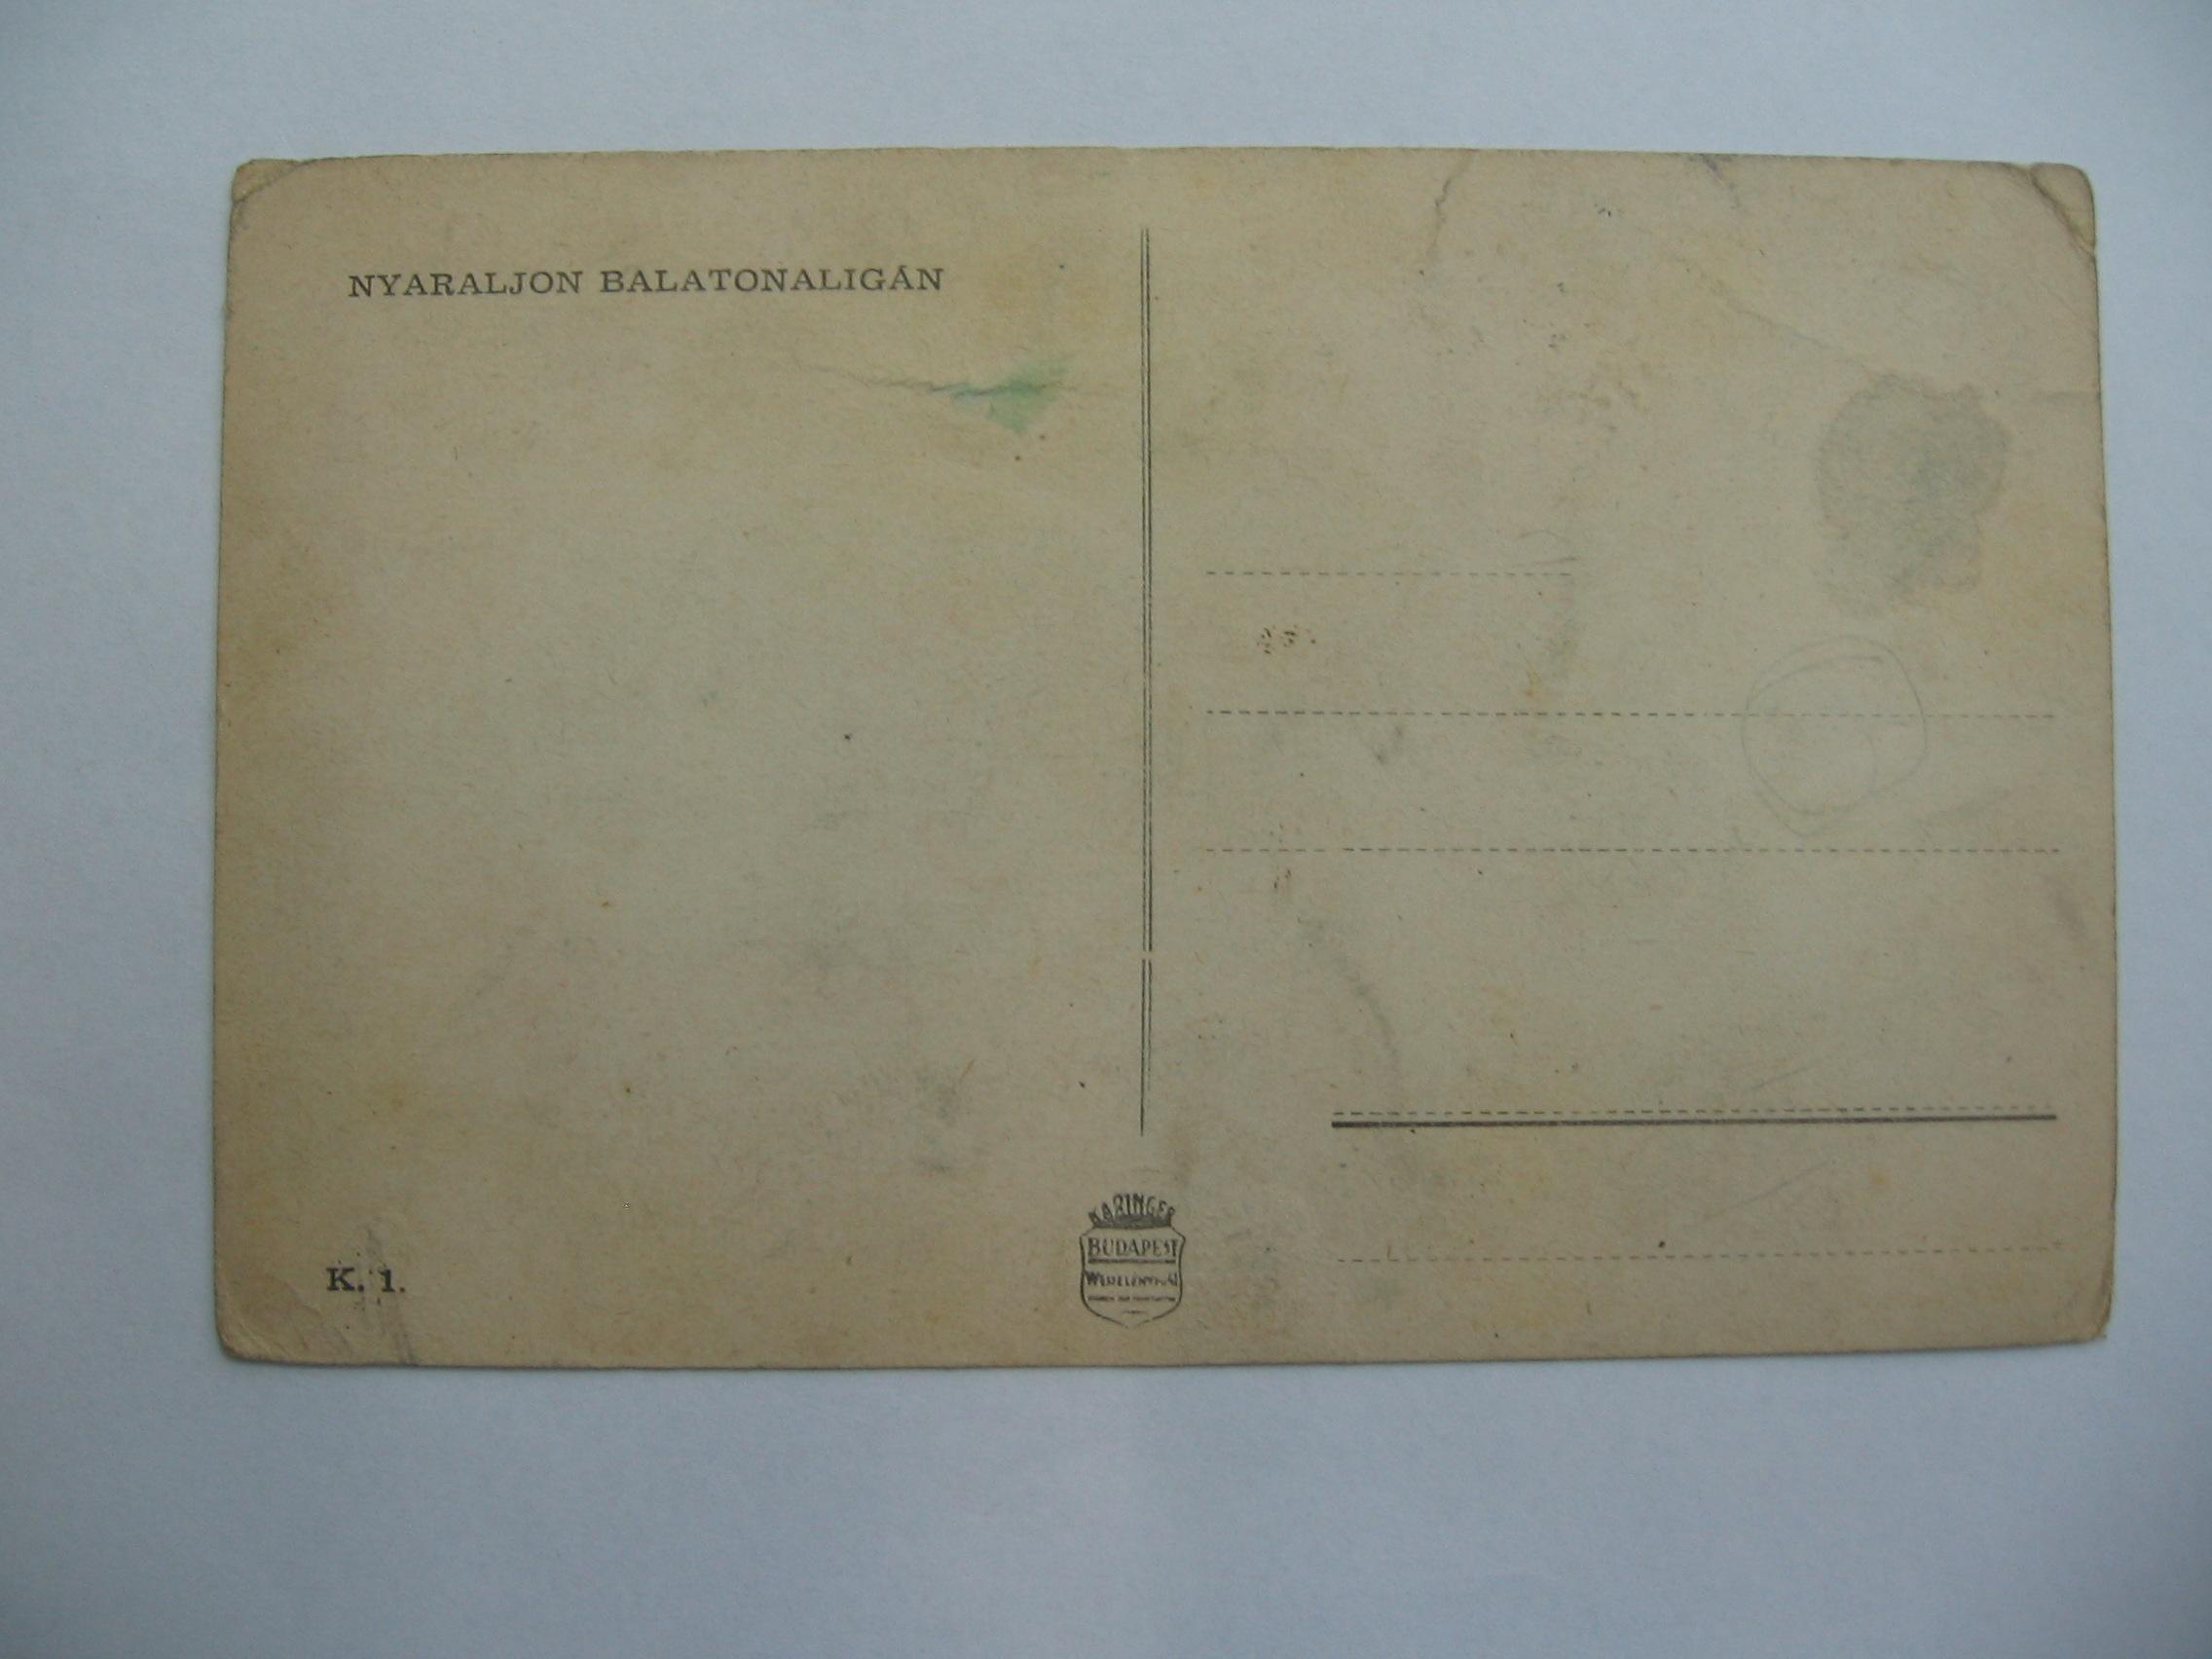 NYARALJON BALATONALIGÁN
K. 1.
KARINGER
BUDAPEST